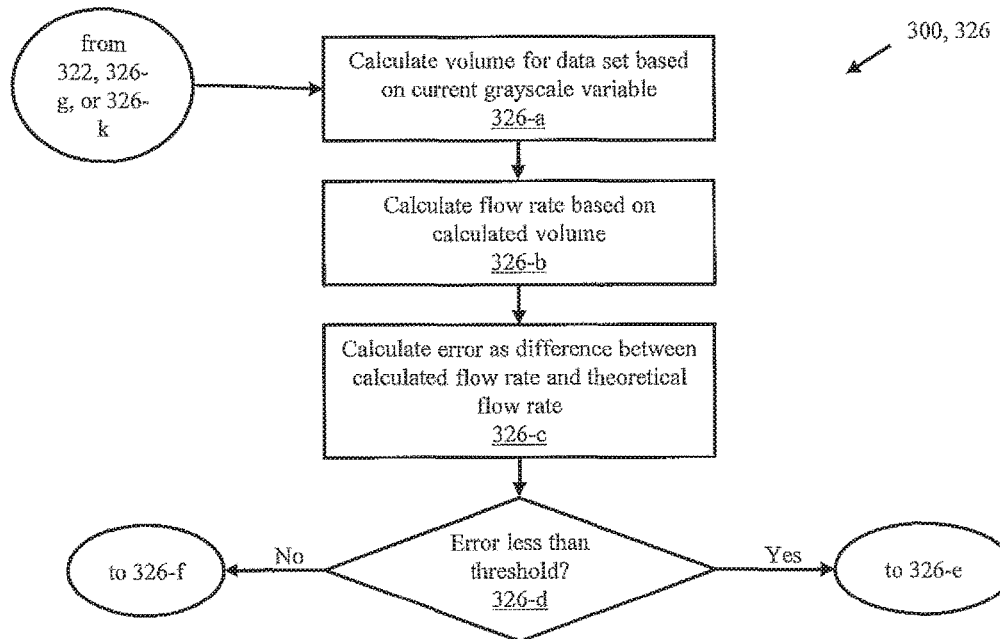 from
322, 326-
g, or 326-
k
300, 326
Calculate volume for data set based
on current grayscale variable
326-a
Calculate flow rate based on
calculated volume
326-b
Calculate error as difference between
calculated flow rate and theoretical
flow rate
326-c
Error less than
threshold?
326-d
No
Yes
to 326-f
to 326-e